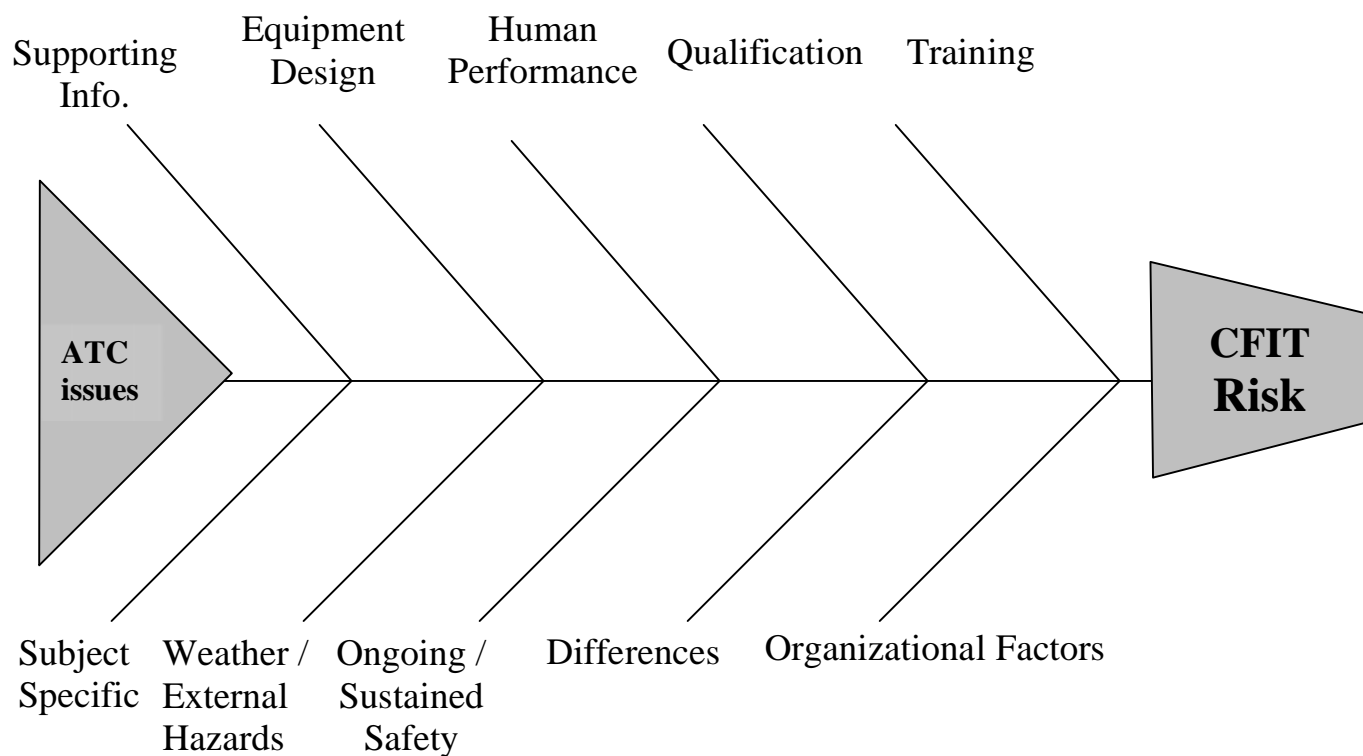 Supporting
Info.
Equipment
Design
Human
Performance
Qualification
Training
ATC
issues
CFIT
Risk
Subject
Specific
Weather /
External
Hazards
Ongoing /
Sustained
Safety
Differences
Organizational Factors